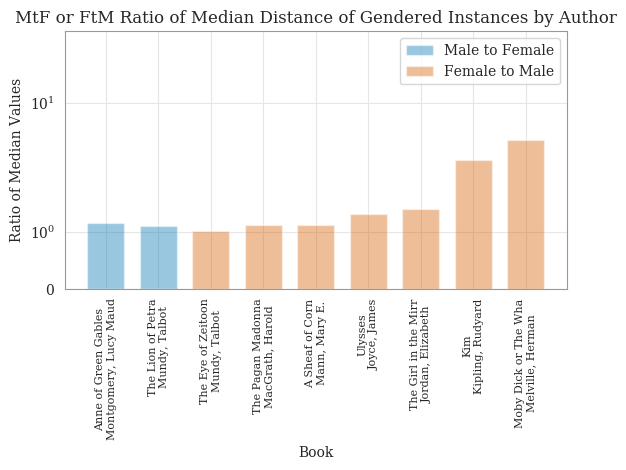 MtF or FtM Ratio of Median Distance of Gendered Instances by Author
Male to Female
Female to Male
Ratio of Median Values
10¹
10⁰
0
Anne of Green Gables
Montgomery, Lucy Maud
The Lion of Petra
Mundy, Talbot
The Eye of Zeitoon
Mundy, Talbot
The Pagan Madonna
MacGrath, Harold
A Sheaf of Corn
Mann, Mary E.
Ulysses
Joyce, James
The Girl in the Mirr
Jordan, Elizabeth
Kim
Kipling, Rudyard
Moby Dick or The Wha
Melville, Herman
Book